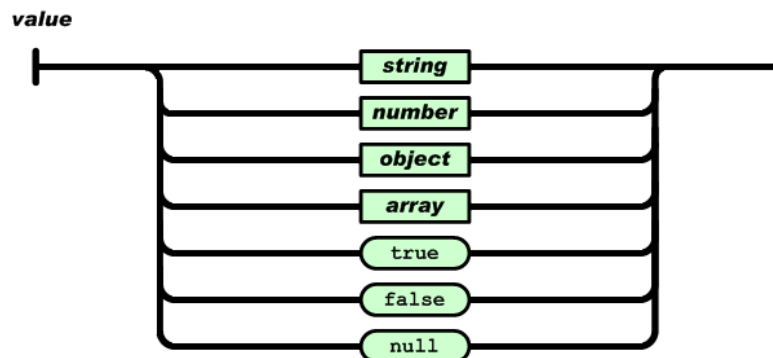 value
string
number
object
array
true
false
null